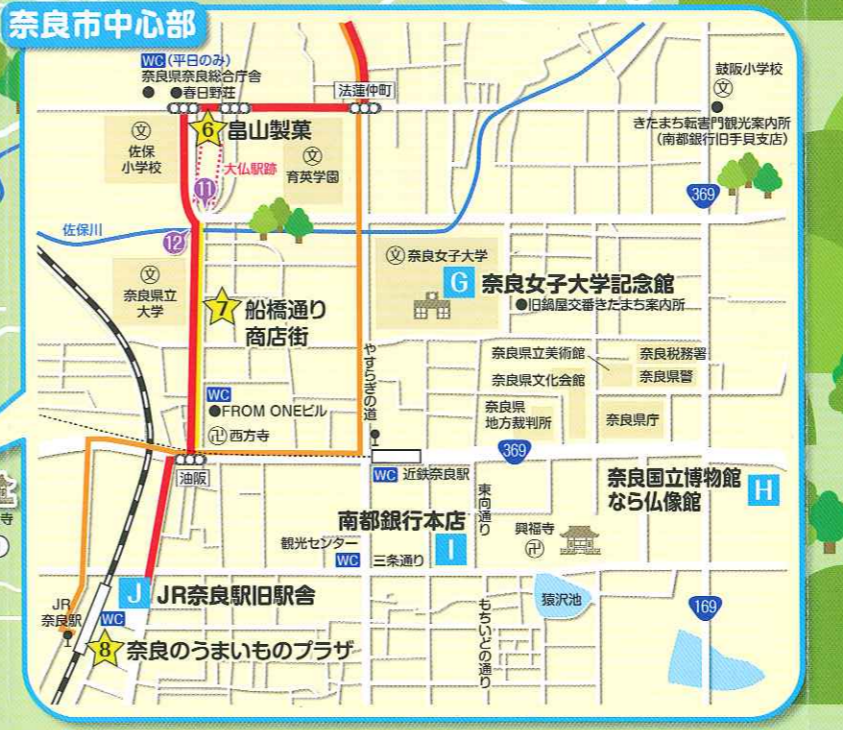 奈良市中心部
WC (平日のみ)
奈良県奈良総合庁舎
春日野荘
法蓮仲町
鼓阪小学校
文
きたまち転害門観光案内所
(南都銀行旧手貝支店)
6 畠山製菓
文
佐保
小学校
大仏駅跡
文
育英学園
11
369
佐保川
12
文 奈良女子大学
G 奈良女子大学記念館
旧鍋屋交番きたまち案内所
文
奈良県立
大学
7 船橋通り
商店街
やすらぎの道
奈良県立美術館
奈良税務署
奈良県文化会館
奈良県警
WC
FROM ONEビル
卍 西方寺
奈良県
地方裁判所
奈良県庁
369
油阪
WC 近鉄奈良駅
東向通り
奈良国立博物館
なら仏像館
H
南都銀行本店
I
興福寺
卍
観光センター
WC
三条通り
寺
J JR奈良駅旧駅舎
JR
奈良駅
WC
猿沢池
169
もちいどの通り
8 奈良のうまいものプラザ